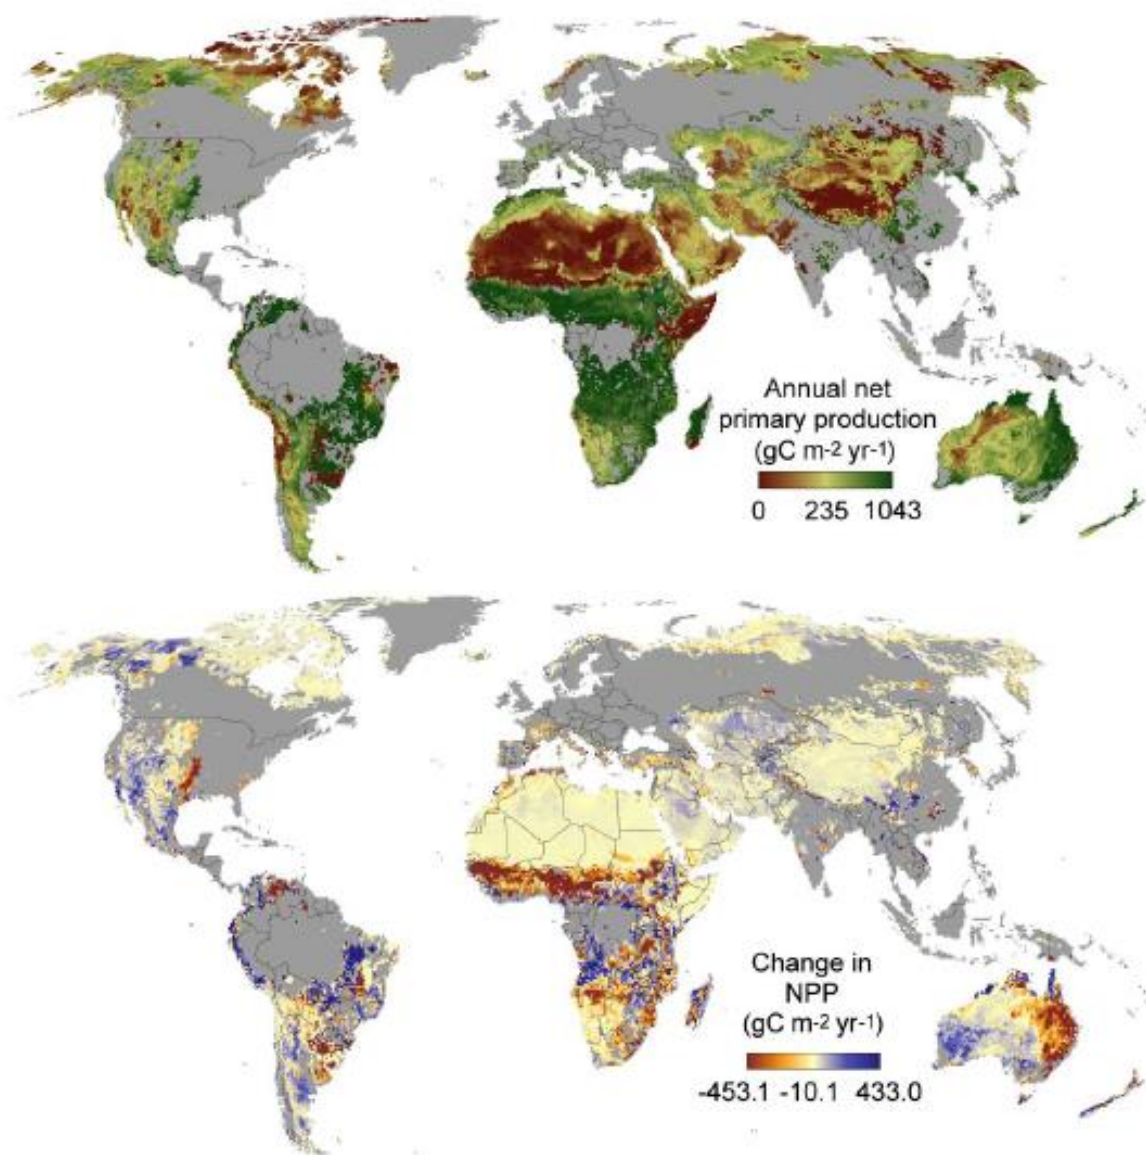 Annual net
primary production
(gC m-2 yr-1)
0 235 1043
Change in
NPP
(gC m-2 yr-1)
-453.1 -10.1 433.0